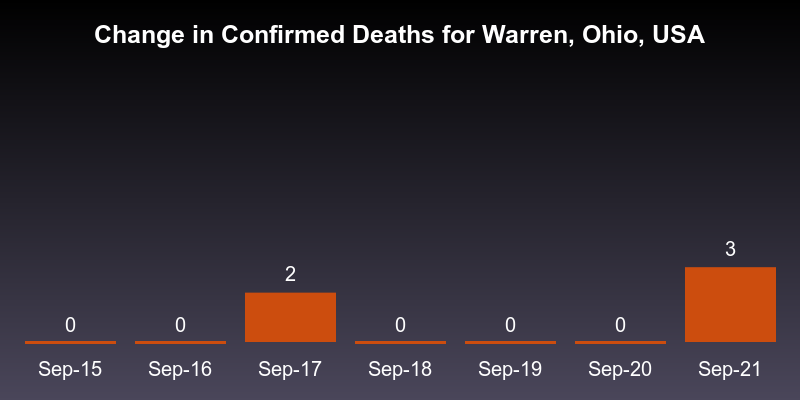 Change in Confirmed Deaths for Warren, Ohio, USA
3
2
0 0 0 0 0
Sep-15 Sep-16 Sep-17 Sep-18 Sep-19 Sep-20 Sep-21